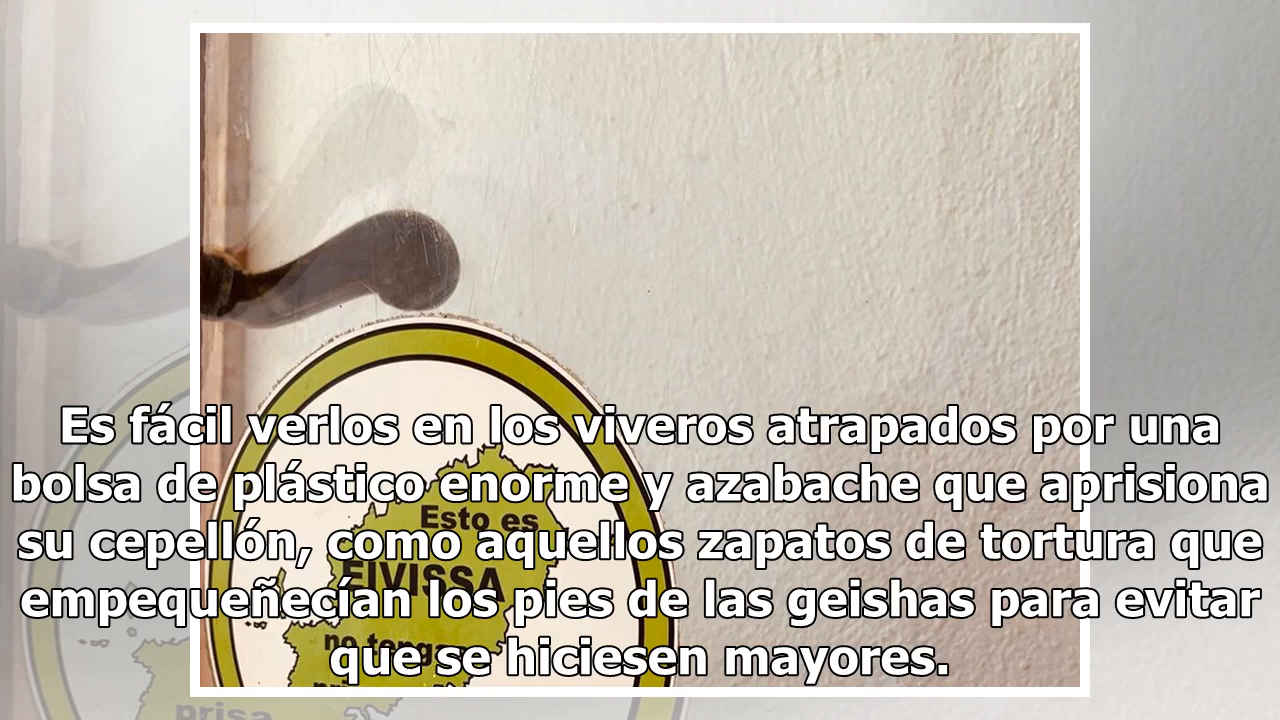 Es fácil verlos en los viveros atrapados por una
bolsa de plástico enorme y azabache que aprisiona
su cepellón, como aquellos zapatos de tortura que
empequeñecían los pies de las geishas para evitar
que se hiciesen mayores.
Esto es
EIVISSA
no tenga
prisa